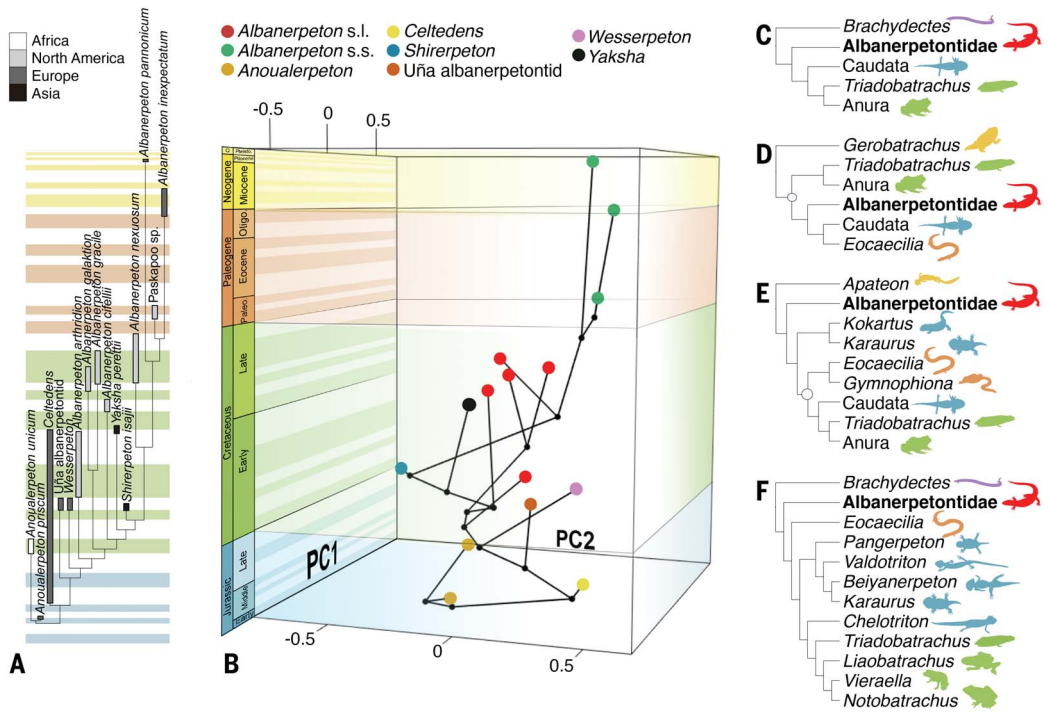 Africa
North America
Europe
Asia
Anoualerpeton unicum
Anoualerpeton priscum
Celtedens
Uña albanerpetontid
Wesserpeton
Albanerpeton arthridion
Albanerpeton galaktion
Albanerpeton gracile
Albanerpeton cifellii
Yaksha perettii
Shirerpeton isajii
Albanerpeton nexuosum
Paskapoo sp.
Albanerpeton pannonicum
Albanerpeton inexpectatum
A
Albanerpeton s.l.
Albanerpeton s.s.
Anoualerpeton
Celtedens
Shirerpeton
Uña albanerpetontid
Wesserpeton
Yaksha
-0.5
0
0.5
Neogene
Miocene
Paleogene
Oligo.
Eocene
Paleo
Cretaceous
Late
Early
Jurassic
Late
Middle
Early
PC1
PC2
-0.5
0
0.5
B
C
Brachydectes
Albanerpetontidae
Caudata
Triadobatrachus
Anura
D
Gerobatrachus
Triadobatrachus
Anura
Albanerpetontidae
Caudata
Eocaecilia
E
Apateon
Albanerpetontidae
Kokartus
Karaurus
Eocaecilia
Gymnophiona
Caudata
Triadobatrachus
Anura
F
Brachydectes
Albanerpetontidae
Eocaecilia
Pangerpeton
Valdotriton
Beiyanerpeton
Karaurus
Chelotriton
Triadobatrachus
Liaobatrachus
Vieraella
Notobatrachus